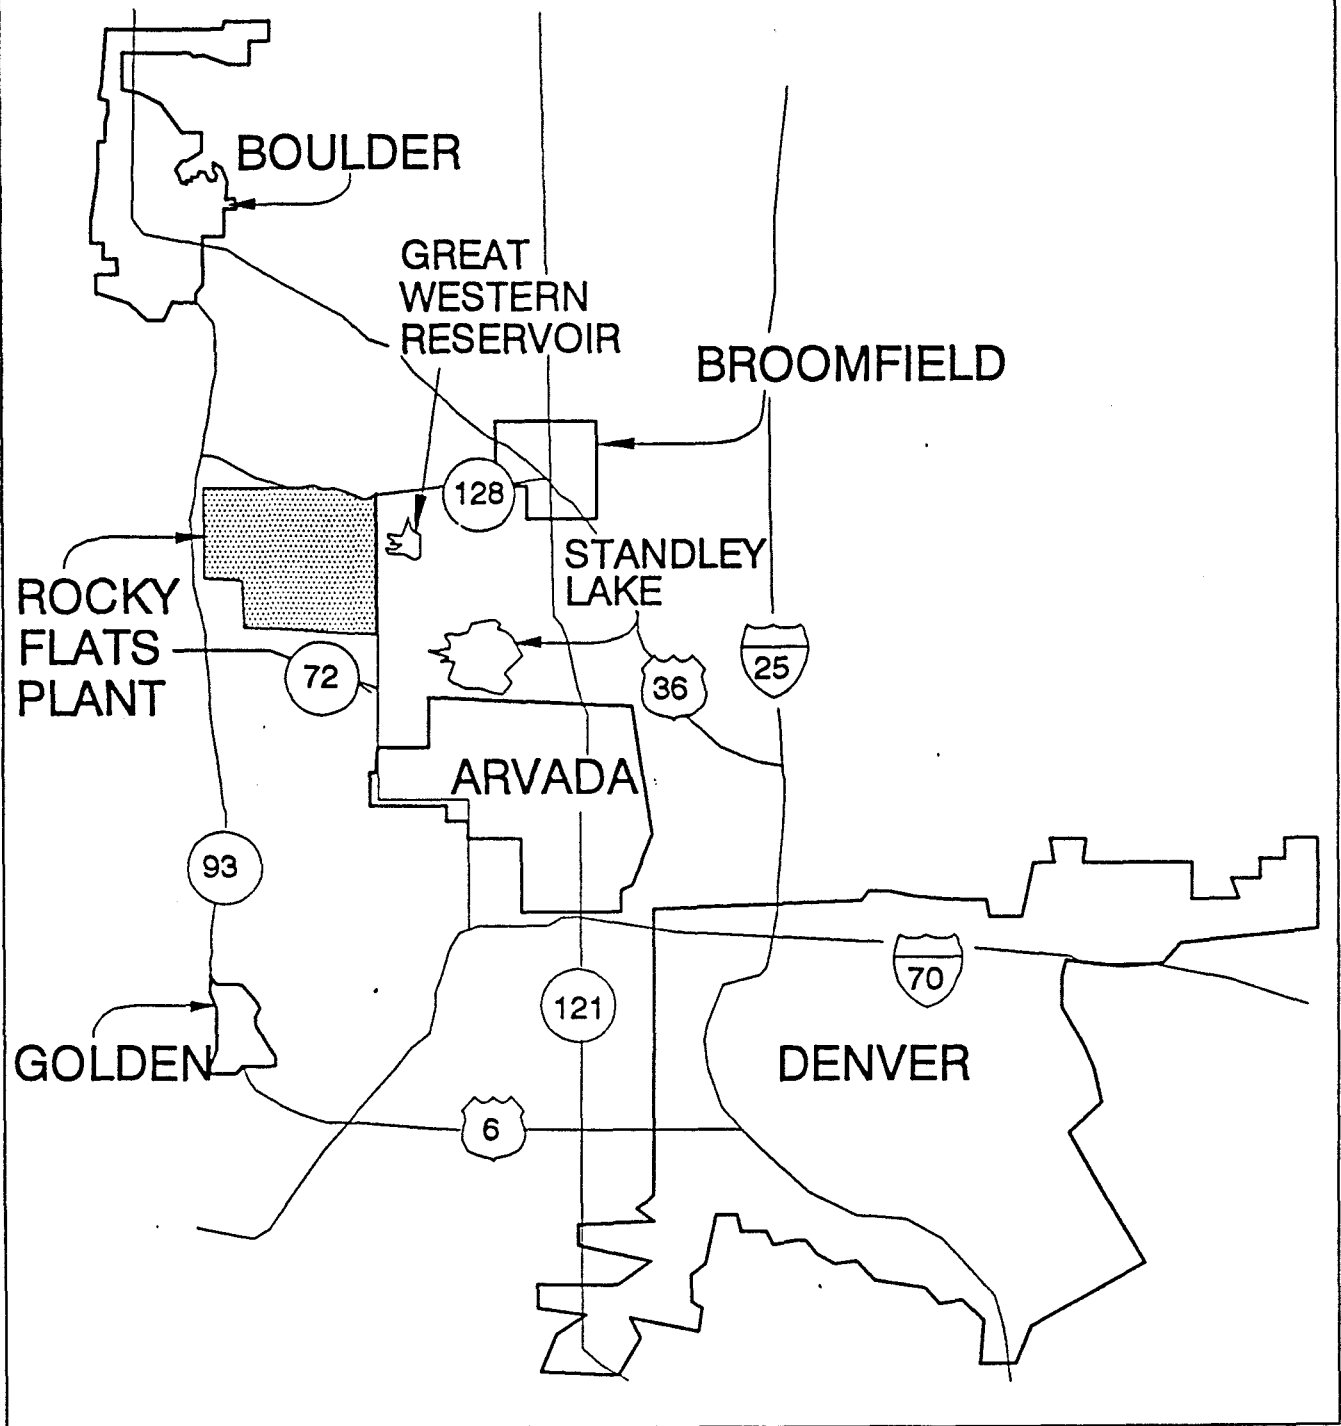 BOULDER
GREAT
WESTERN
RESERVOIR
BROOMFIELD
128
STANDLEY
LAKE
ROCKY
FLATS
PLANT
72
36
25
ARVADA
93
70
121
GOLDEN
DENVER
6